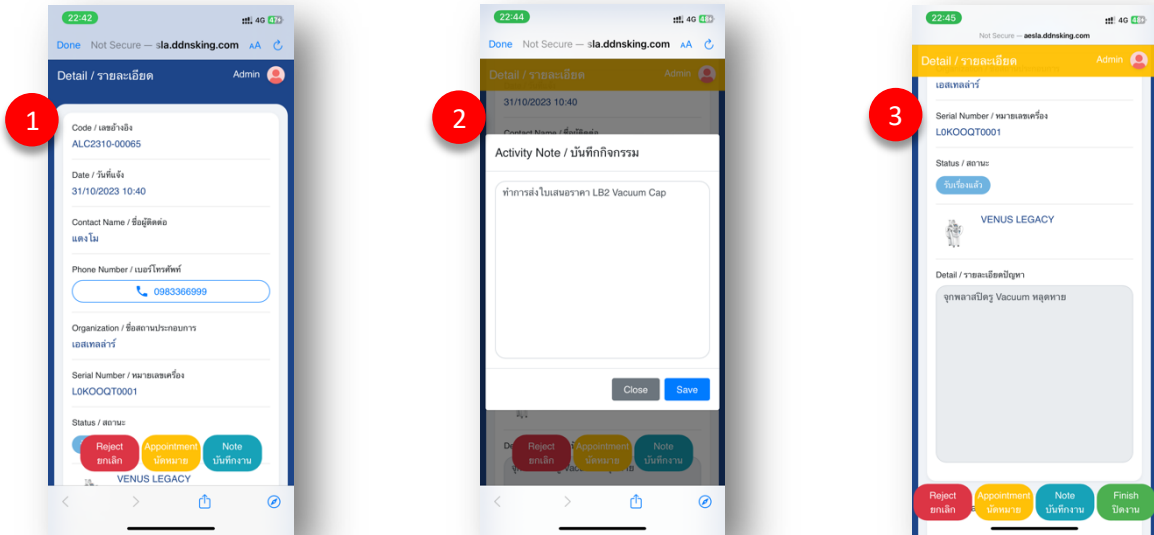 1
22:42
4G 47
Done Not Secure — sla.ddnsking.com AA
Detail / รายละเอียด Admin
Code / เลขอ้างอิง
ALC2310-00065
Date / วันที่แจ้ง
31/10/2023 10:40
Contact Name / ชื่อผู้ติดต่อ
แตงโม
Phone Number / เบอร์โทรศัพท์
0983366999
Organization / ชื่อสถานประกอบการ
เอสเทลล่าร์
Serial Number / หมายเลขเครื่อง
L0KOOQT0001
Status / สถานะ
Reject
ยกเลิก
Appointment
นัดหมาย
Note
บันทึกงาน
VENUS LEGACY
2
22:44
4G
Done Not Secure — sla.ddnsking.com AA
Detail / รายละเอียด Admin
31/10/2023 10:40
Contact Name / ชื่อผู้ติดต่อ
Activity Note / บันทึกกิจกรรม
ทำการส่งใบเสนอราคา LB2 Vacuum Cap
Close Save
Reject
ยกเลิก
Appointment
นัดหมาย
Note
บันทึกงาน
3
22:45
4G
Not Secure — aesla.ddnsking.com
Detail / รายละเอียด Admin
เอสเทลล่าร์
Serial Number / หมายเลขเครื่อง
L0KOOQT0001
Status / สถานะ
รับเรื่องแล้ว
VENUS LEGACY
Detail / รายละเอียดปัญหา
จุกพลาสปิดรู Vacuum หลุดหาย
Reject
ยกเลิก
Appointment
นัดหมาย
Note
บันทึกงาน
Finish
ปิดงาน